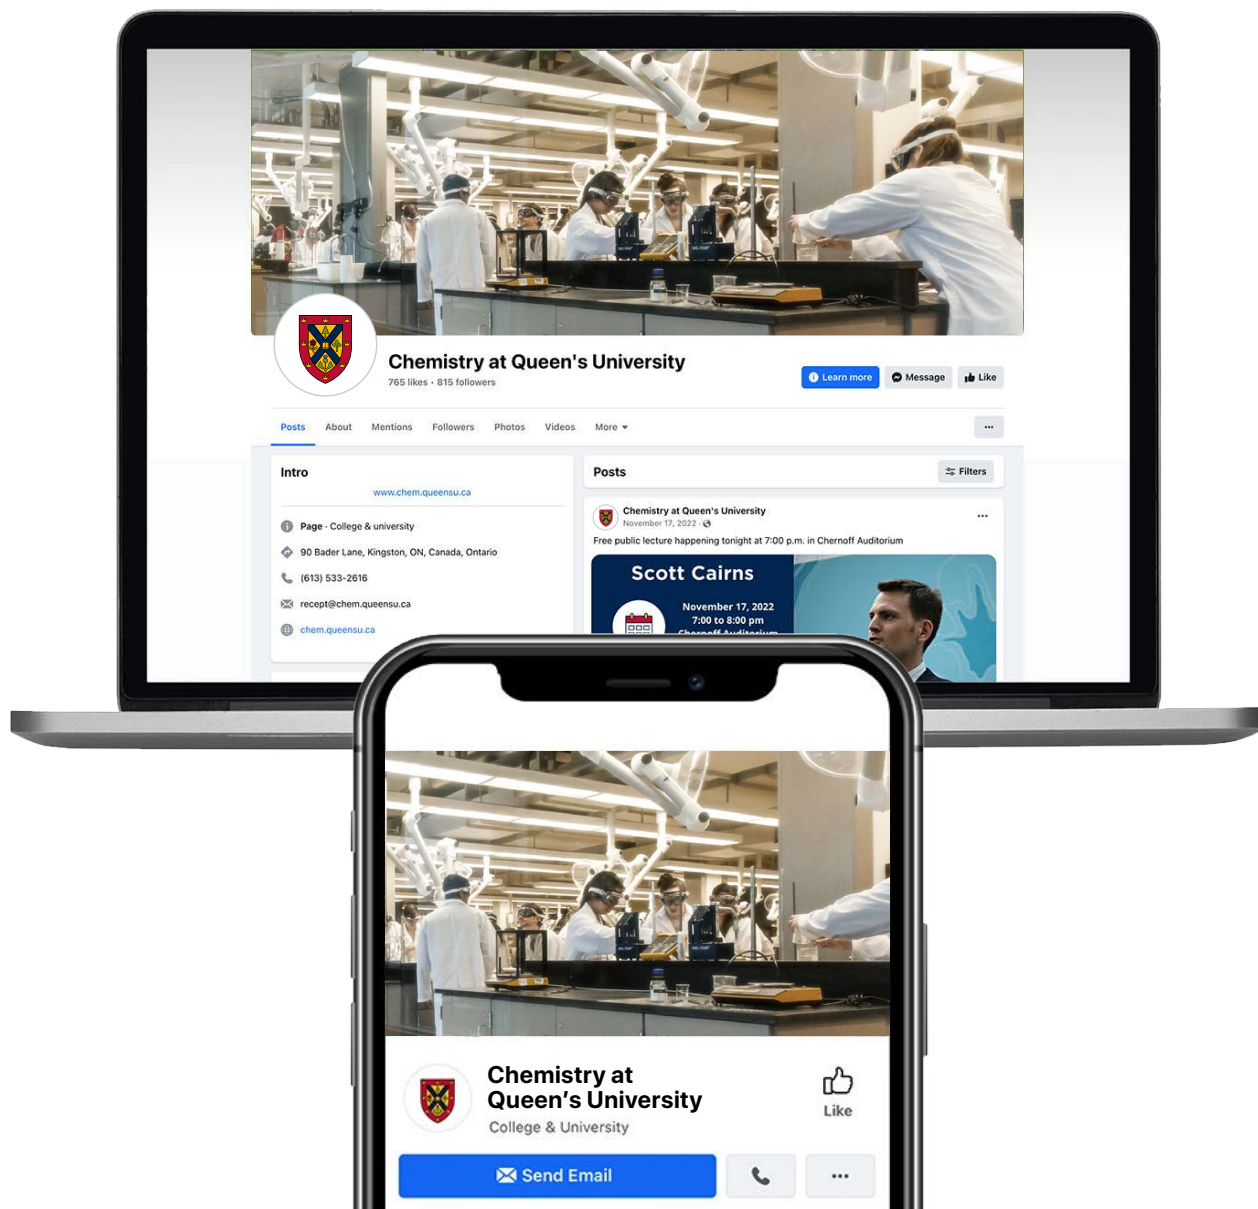 Chemistry at Queen's University
765 likes • 815 followers
Learn more
Message
Like
Posts About Mentions Followers Photos Videos More
Intro
www.chem.queensu.ca
Page · College & university
90 Bader Lane, Kingston, ON, Canada, Ontario
(613) 533-2616
recept@chem.queensu.ca
chem.queensu.ca
Posts
Filters
Chemistry at Queen's University
November 17, 2022 ·
Free public lecture happening tonight at 7:00 p.m. in Chernoff Auditorium
Scott Cairns
November 17, 2022
7:00 to 8:00 pm
Chernoff Auditorium
Chemistry at
Queen's University
Like
College & University
Send Email